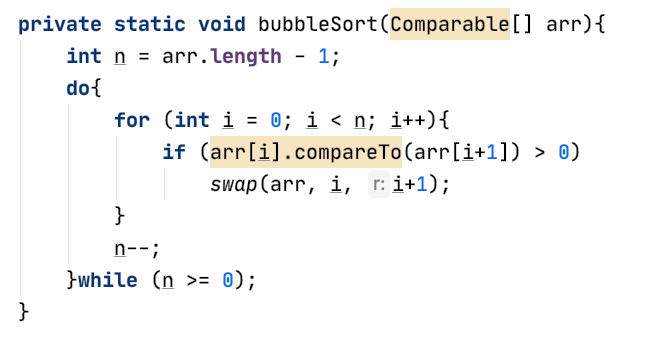 private static void bubbleSort(Comparable[] arr){
    int n = arr.length - 1;
    do{
        for (int i = 0; i < n; i++){
            if (arr[i].compareTo(arr[i+1]) > 0)
                swap(arr, i, r: i+1);
        }
        n--;
    }while (n >= 0);
}